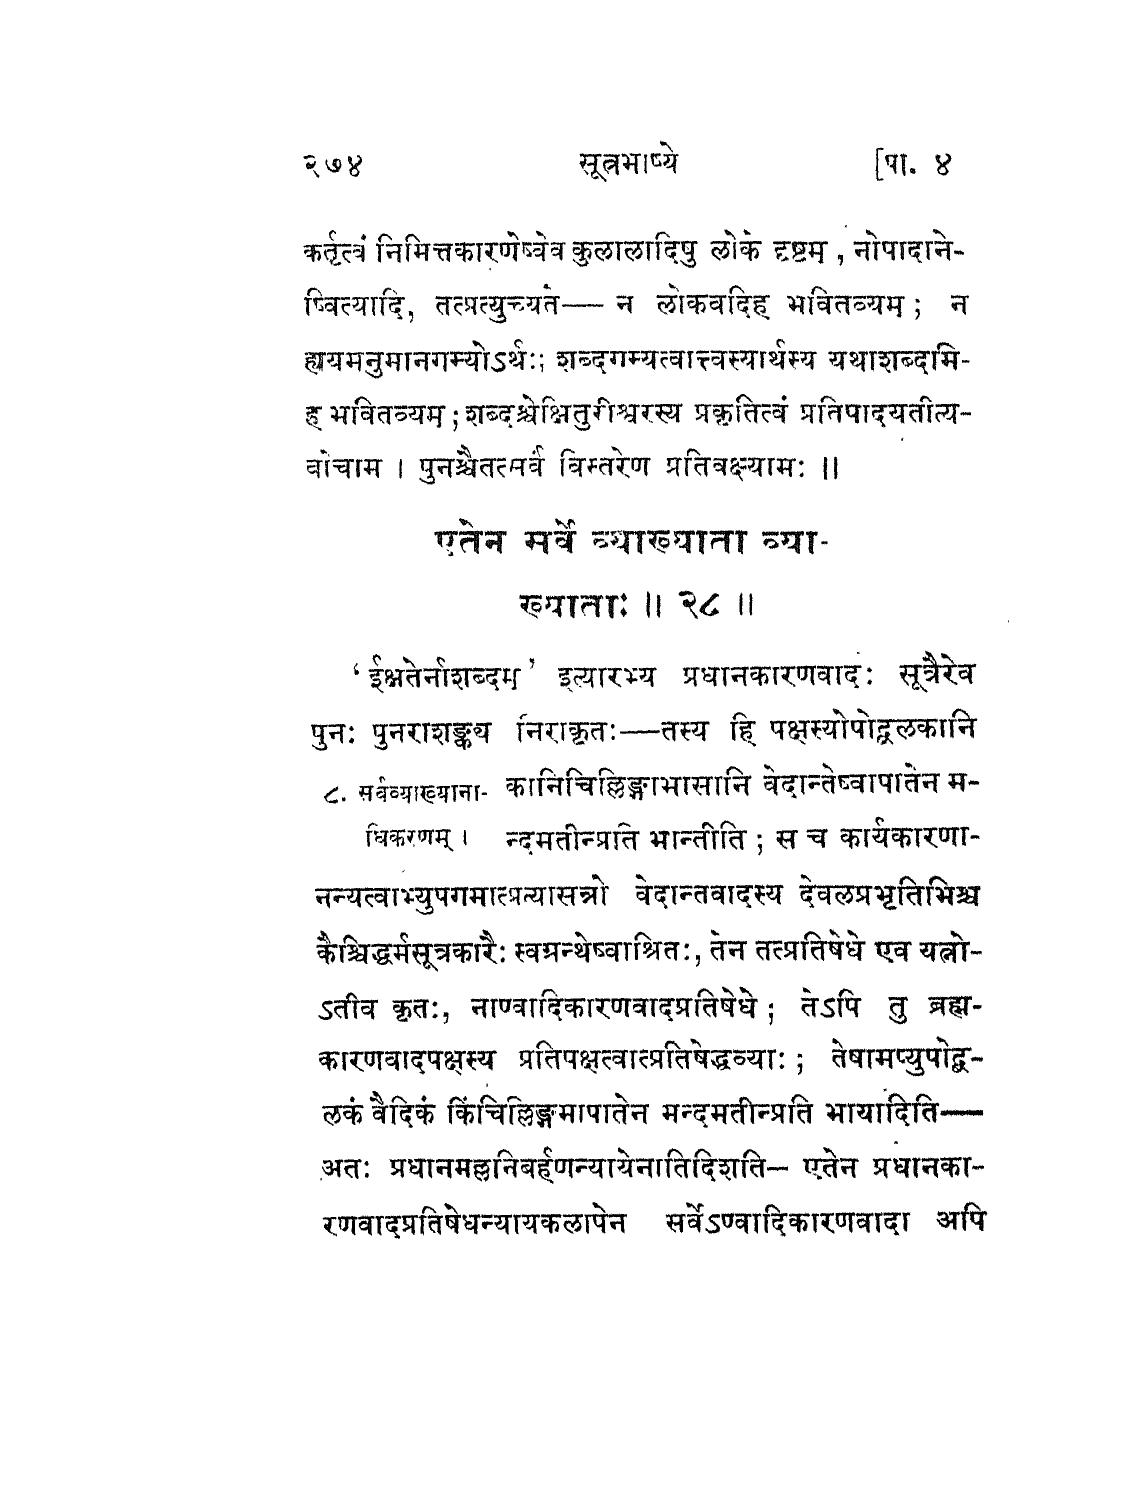 २७४ सूत्रभाष्ये [पा. ४
कर्तृत्वं निमित्तकारणेष्वेव कुलालादिषु लोके दृष्टम् , नोपादाने-
ष्वित्यादि, तत्प्रत्युच्यते— न लोकवदिह भवितव्यम् ; न
ह्ययमनुमानगम्योऽर्थः; शब्दगम्यत्वात्त्वस्यार्थस्य यथाशब्दमि-
ह भवितव्यम् ; शब्दश्चेक्षितुरीश्वरस्य प्रकृतित्वं प्रतिपादयतीत्य-
वोचाम । पुनश्चैतत्सर्वं विस्तरेण प्रतिवक्ष्यामः ॥
एतेन सर्वे व्याख्याता व्या-
ख्याताः ॥ २८ ॥
‘ ईक्षतेर्नाशब्दम् ’ इत्यारभ्य प्रधानकारणवादः सूत्रैरेव
पुनः पुनराशङ्क्य निराकृतः—तस्य हि पक्षस्योपोद्बलकानि
८. सर्वव्याख्याना- कानिचिल्लिङ्गाभासानि वेदान्तेष्वापातेन म-
धिकरणम् । न्दमतीन्प्रति भान्तीति ; स च कार्यकारणा-
नन्यत्वाभ्युपगमात्प्रत्यासन्नो वेदान्तवादस्य देवलप्रभृतिभिश्च
कैश्चिद्धर्मसूत्रकारैः स्वग्रन्थेष्वाश्रितः, तेन तत्प्रतिषेधे एव यत्नो-
ऽतीव कृतः, नाण्वादिकारणवादप्रतिषेधे ; तेऽपि तु ब्रह्म-
कारणवादपक्षस्य प्रतिपक्षत्वात्प्रतिषेद्धव्याः ; तेषामप्युपोद्ब-
लकं वैदिकं किंचिल्लिङ्गमापातेन मन्दमतीन्प्रति भायादिति—
अतः प्रधानमल्लनिबर्हणन्यायेनातिदिशति— एतेन प्रधानका-
रणवादप्रतिषेधन्यायकलापेन सर्वेऽण्वादिकारणवादा अपि